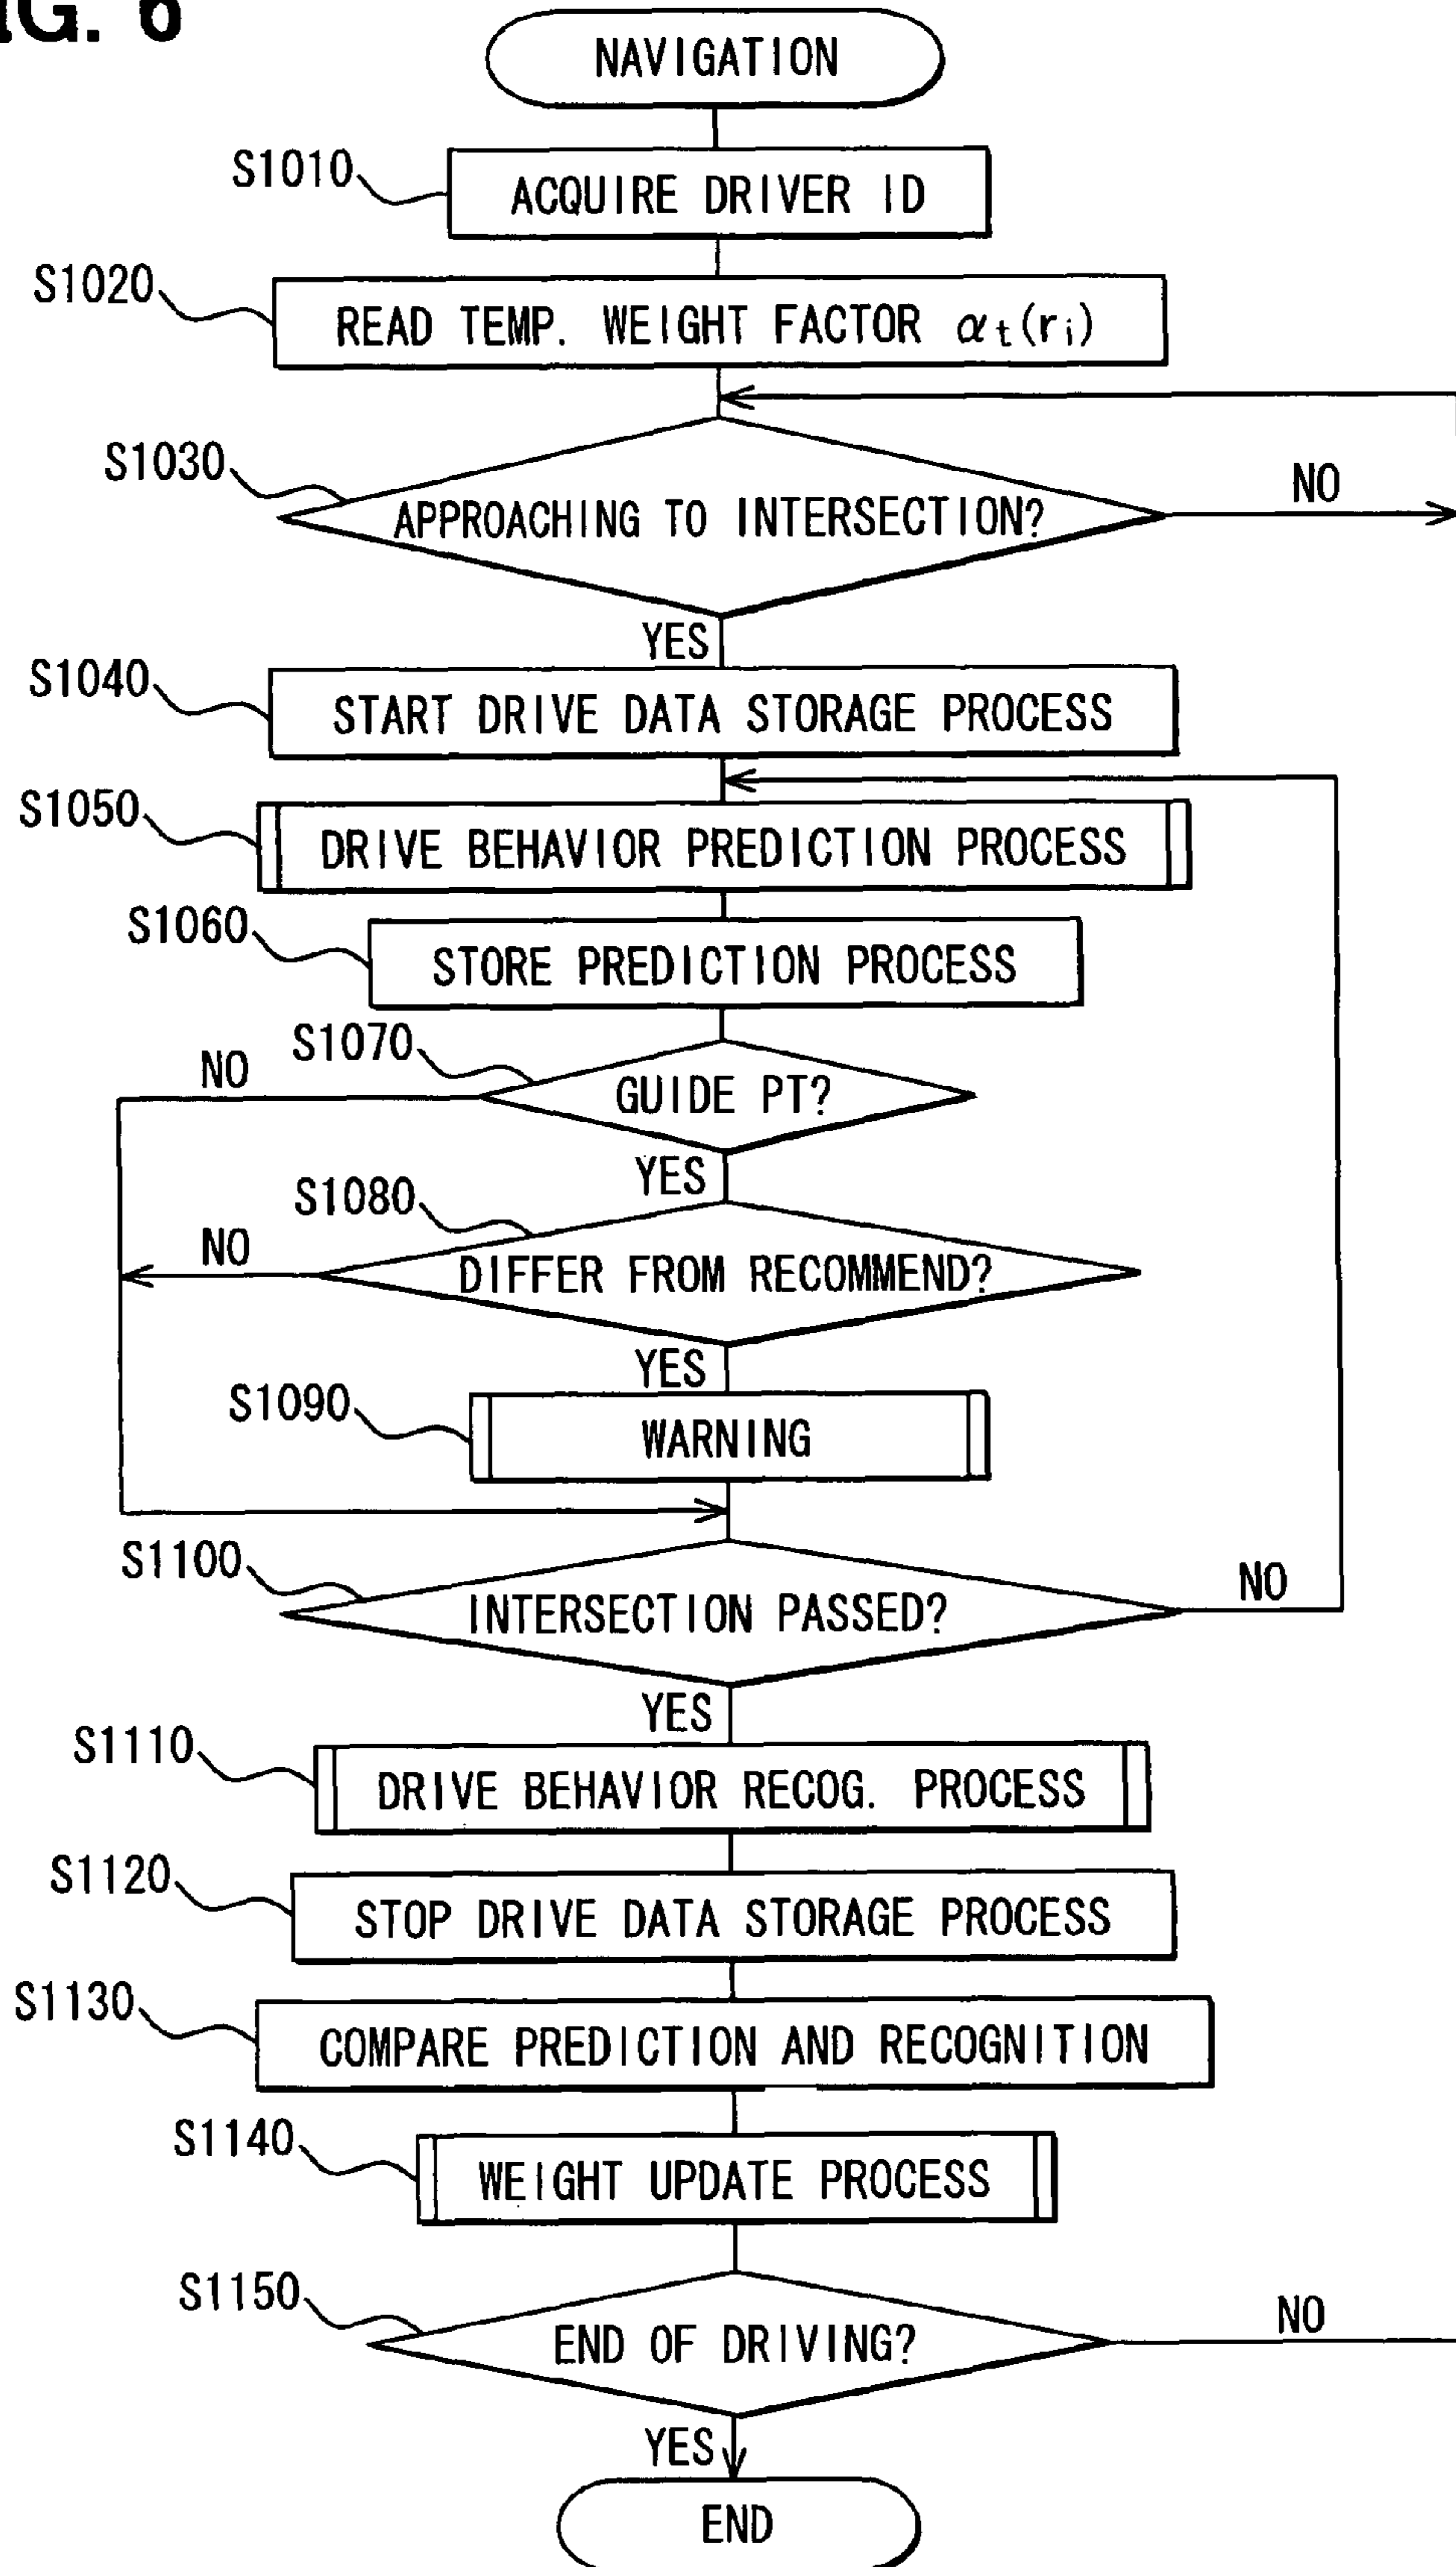 FIG. 6
NAVIGATION
S1010
ACQUIRE DRIVER ID
S1020
READ TEMP. WEIGHT FACTOR αt(ri)
S1030
APPROACHING TO INTERSECTION?
NO
YES
S1040
START DRIVE DATA STORAGE PROCESS
S1050
DRIVE BEHAVIOR PREDICTION PROCESS
S1060
STORE PREDICTION PROCESS
S1070
NO
GUIDE PT?
YES
S1080
NO
DIFFER FROM RECOMMEND?
YES
S1090
WARNING
S1100
INTERSECTION PASSED?
NO
YES
S1110
DRIVE BEHAVIOR RECOG. PROCESS
S1120
STOP DRIVE DATA STORAGE PROCESS
S1130
COMPARE PREDICTION AND RECOGNITION
S1140
WEIGHT UPDATE PROCESS
S1150
END OF DRIVING?
NO
YES
END